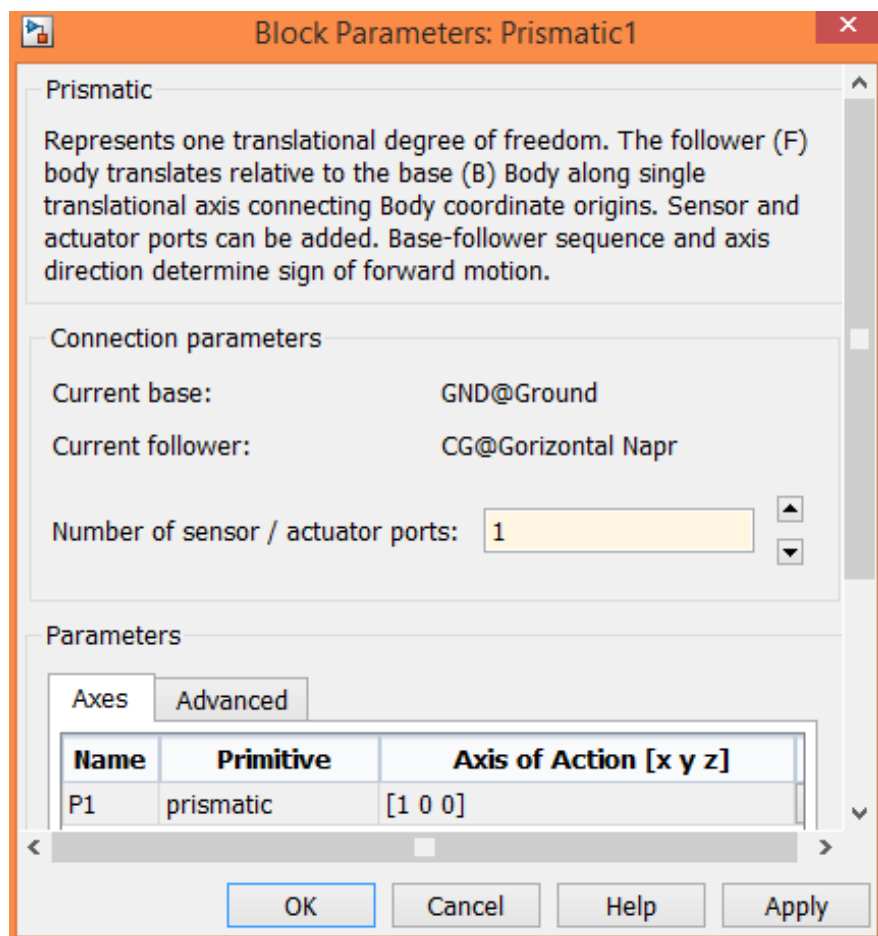 Block Parameters: Prismatic1
×
Prismatic
Represents one translational degree of freedom. The follower (F)
body translates relative to the base (B) Body along single
translational axis connecting Body coordinate origins. Sensor and
actuator ports can be added. Base-follower sequence and axis
direction determine sign of forward motion.
Connection parameters
Current base: GND@Ground
Current follower: CG@Gorizontal Napr
Number of sensor / actuator ports: 1
Parameters
Axes Advanced
Name Primitive Axis of Action [x y z]
P1 prismatic [1 0 0]
OK Cancel Help Apply